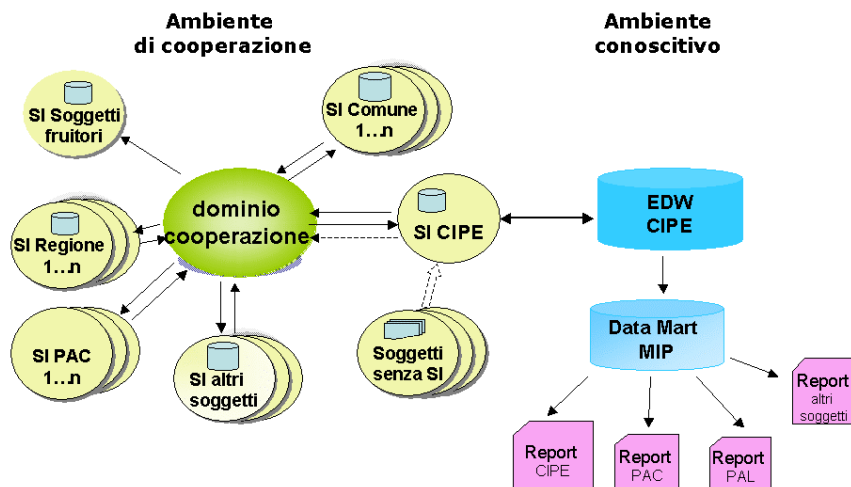 Ambiente
di cooperazione
Ambiente
conoscitivo
SI Soggetti
fruitori
SI Comune
1...n
dominio
cooperazione
SI CIPE
EDW
CIPE
SI Regione
1...n
SI PAC
1...n
SI altri
soggetti
Soggetti
senza SI
Data Mart
MIP
Report
altri
soggetti
Report
CIPE
Report
PAC
Report
PAL